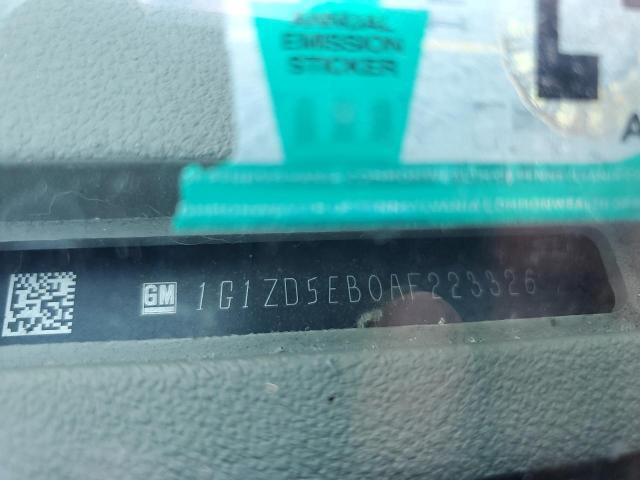 ANNUAL
EMISSION
STICKER
GM 1G1ZD5EB0AF223326